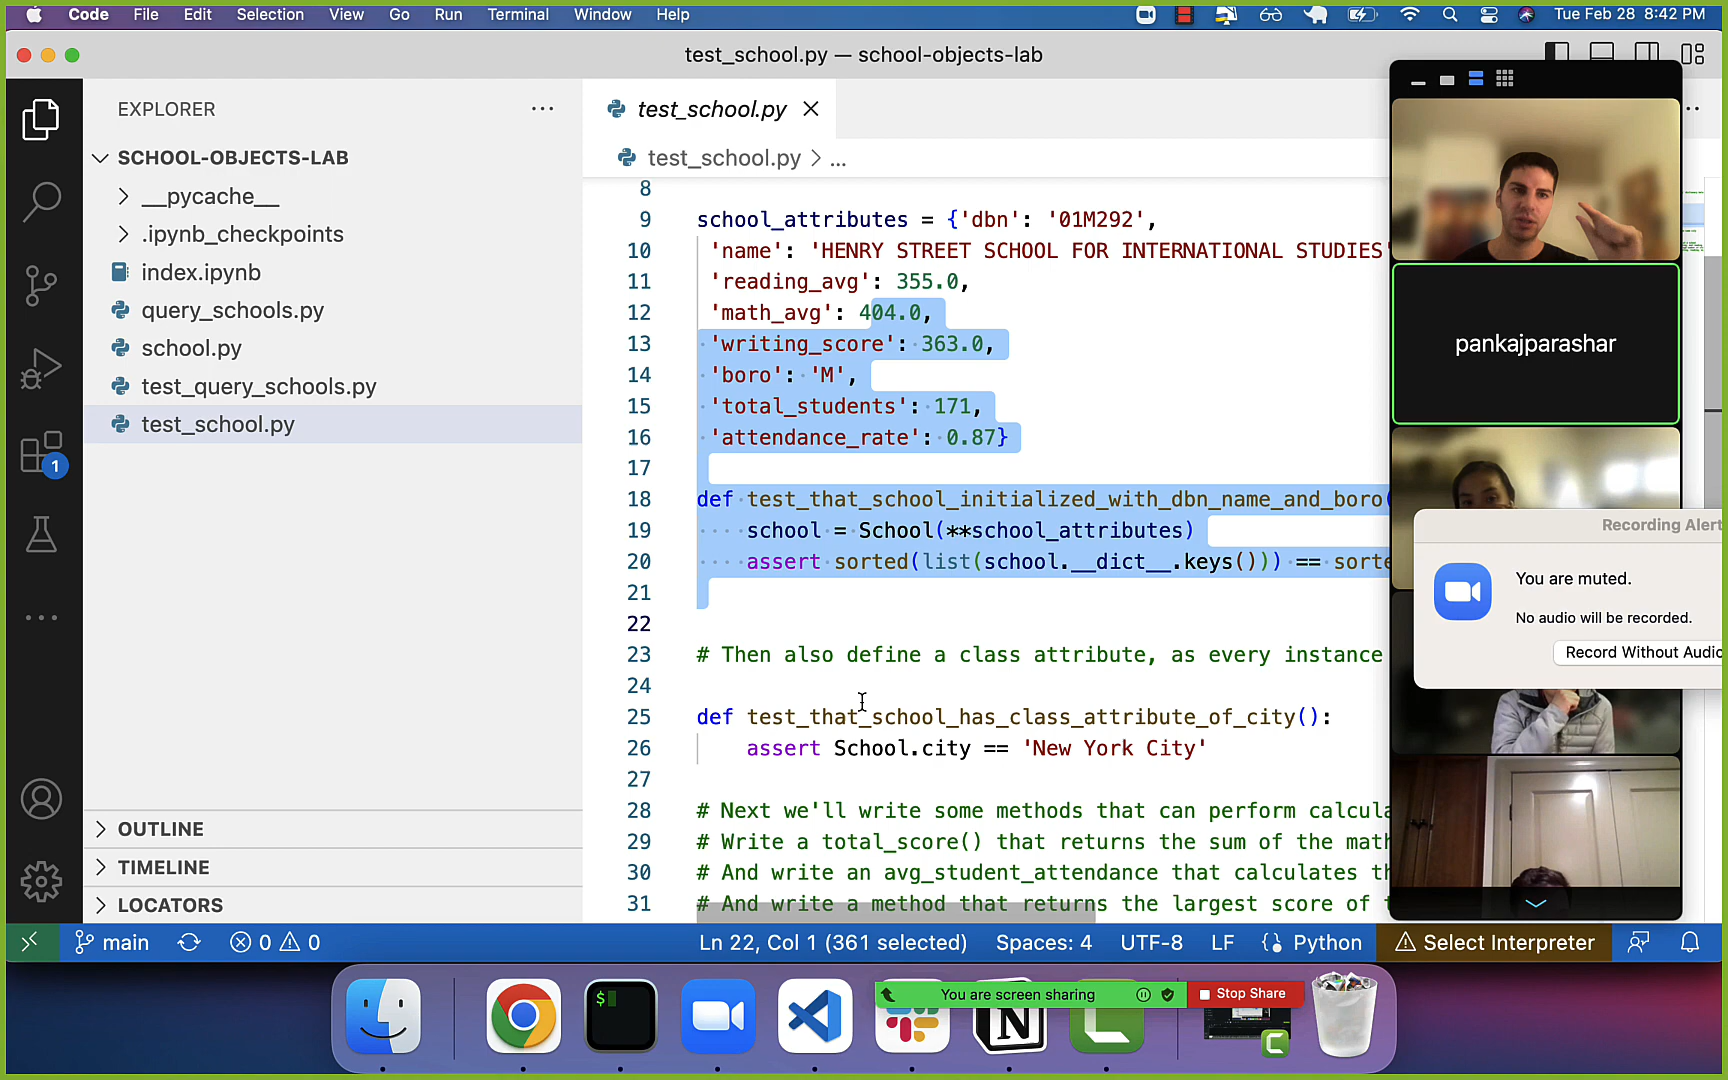 Code File Edit Selection View Go Run Terminal Window Help Tue Feb 28 8:42 PM
test_school.py — school-objects-lab
EXPLORER
SCHOOL-OBJECTS-LAB
__pycache__
.ipynb_checkpoints
index.ipynb
query_schools.py
school.py
test_query_schools.py
test_school.py
OUTLINE
TIMELINE
LOCATORS
1
test_school.py
test_school.py > ...
8
9 school_attributes = {'dbn': '01M292',
10 'name': 'HENRY STREET SCHOOL FOR INTERNATIONAL STUDIES'
11 'reading_avg': 355.0,
12 'math_avg': 404.0,
13 'writing_score': 363.0,
14 'boro': 'M',
15 'total_students': 171,
16 'attendance_rate': 0.87}
17
18 def test_that_school_initialized_with_dbn_name_and_boro(
19 school = School(**school_attributes)
20 assert sorted(list(school.__dict__.keys())) == sorte
21
22
23 # Then also define a class attribute, as every instance
24
25 def test_that_school_has_class_attribute_of_city():
26 assert School.city == 'New York City'
27
28 # Next we'll write some methods that can perform calcula
29 # Write a total_score() that returns the sum of the math
30 # And write an avg_student_attendance that calculates th
31 # And write a method that returns the largest score of t
pankajparashar
Recording Alert
You are muted.
No audio will be recorded.
Record Without Audio
main 0 0 Ln 22, Col 1 (361 selected) Spaces: 4 UTF-8 LF Python Select Interpreter
You are screen sharing Stop Share